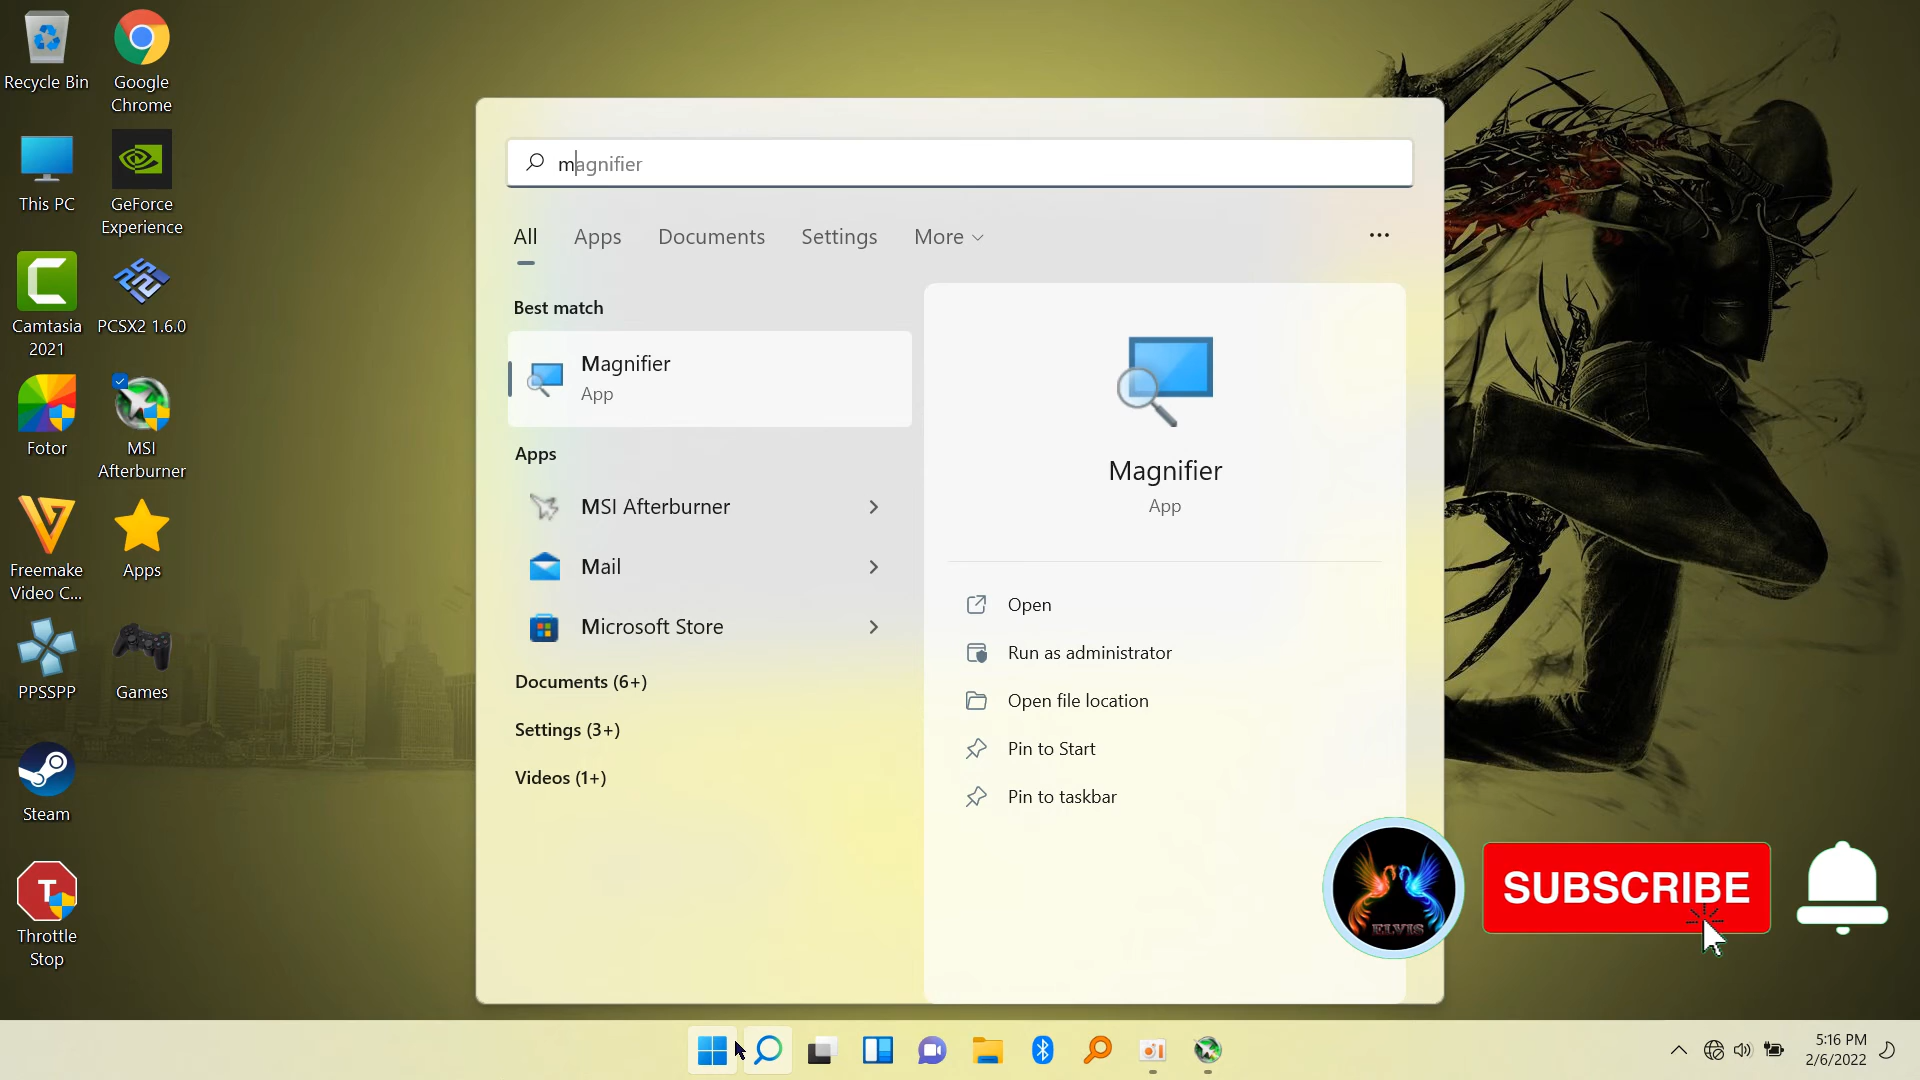 Recycle Bin
Google
Chrome
This PC
GeForce
Experience
Camtasia
2021
PCSX2 1.6.0
Fotor
MSI
Afterburner
Freemake
Video C...
Apps
PPSSPP
Games
Steam
T
Throttle
Stop
magnifier
All
Apps
Documents
Settings
More
Best match
Magnifier
App
Apps
MSI Afterburner
Mail
Microsoft Store
Documents (6+)
Settings (3+)
Videos (1+)
Magnifier
App
Open
Run as administrator
Open file location
Pin to Start
Pin to taskbar
ELVIS
SUBSCRIBE
5:16 PM
2/6/2022